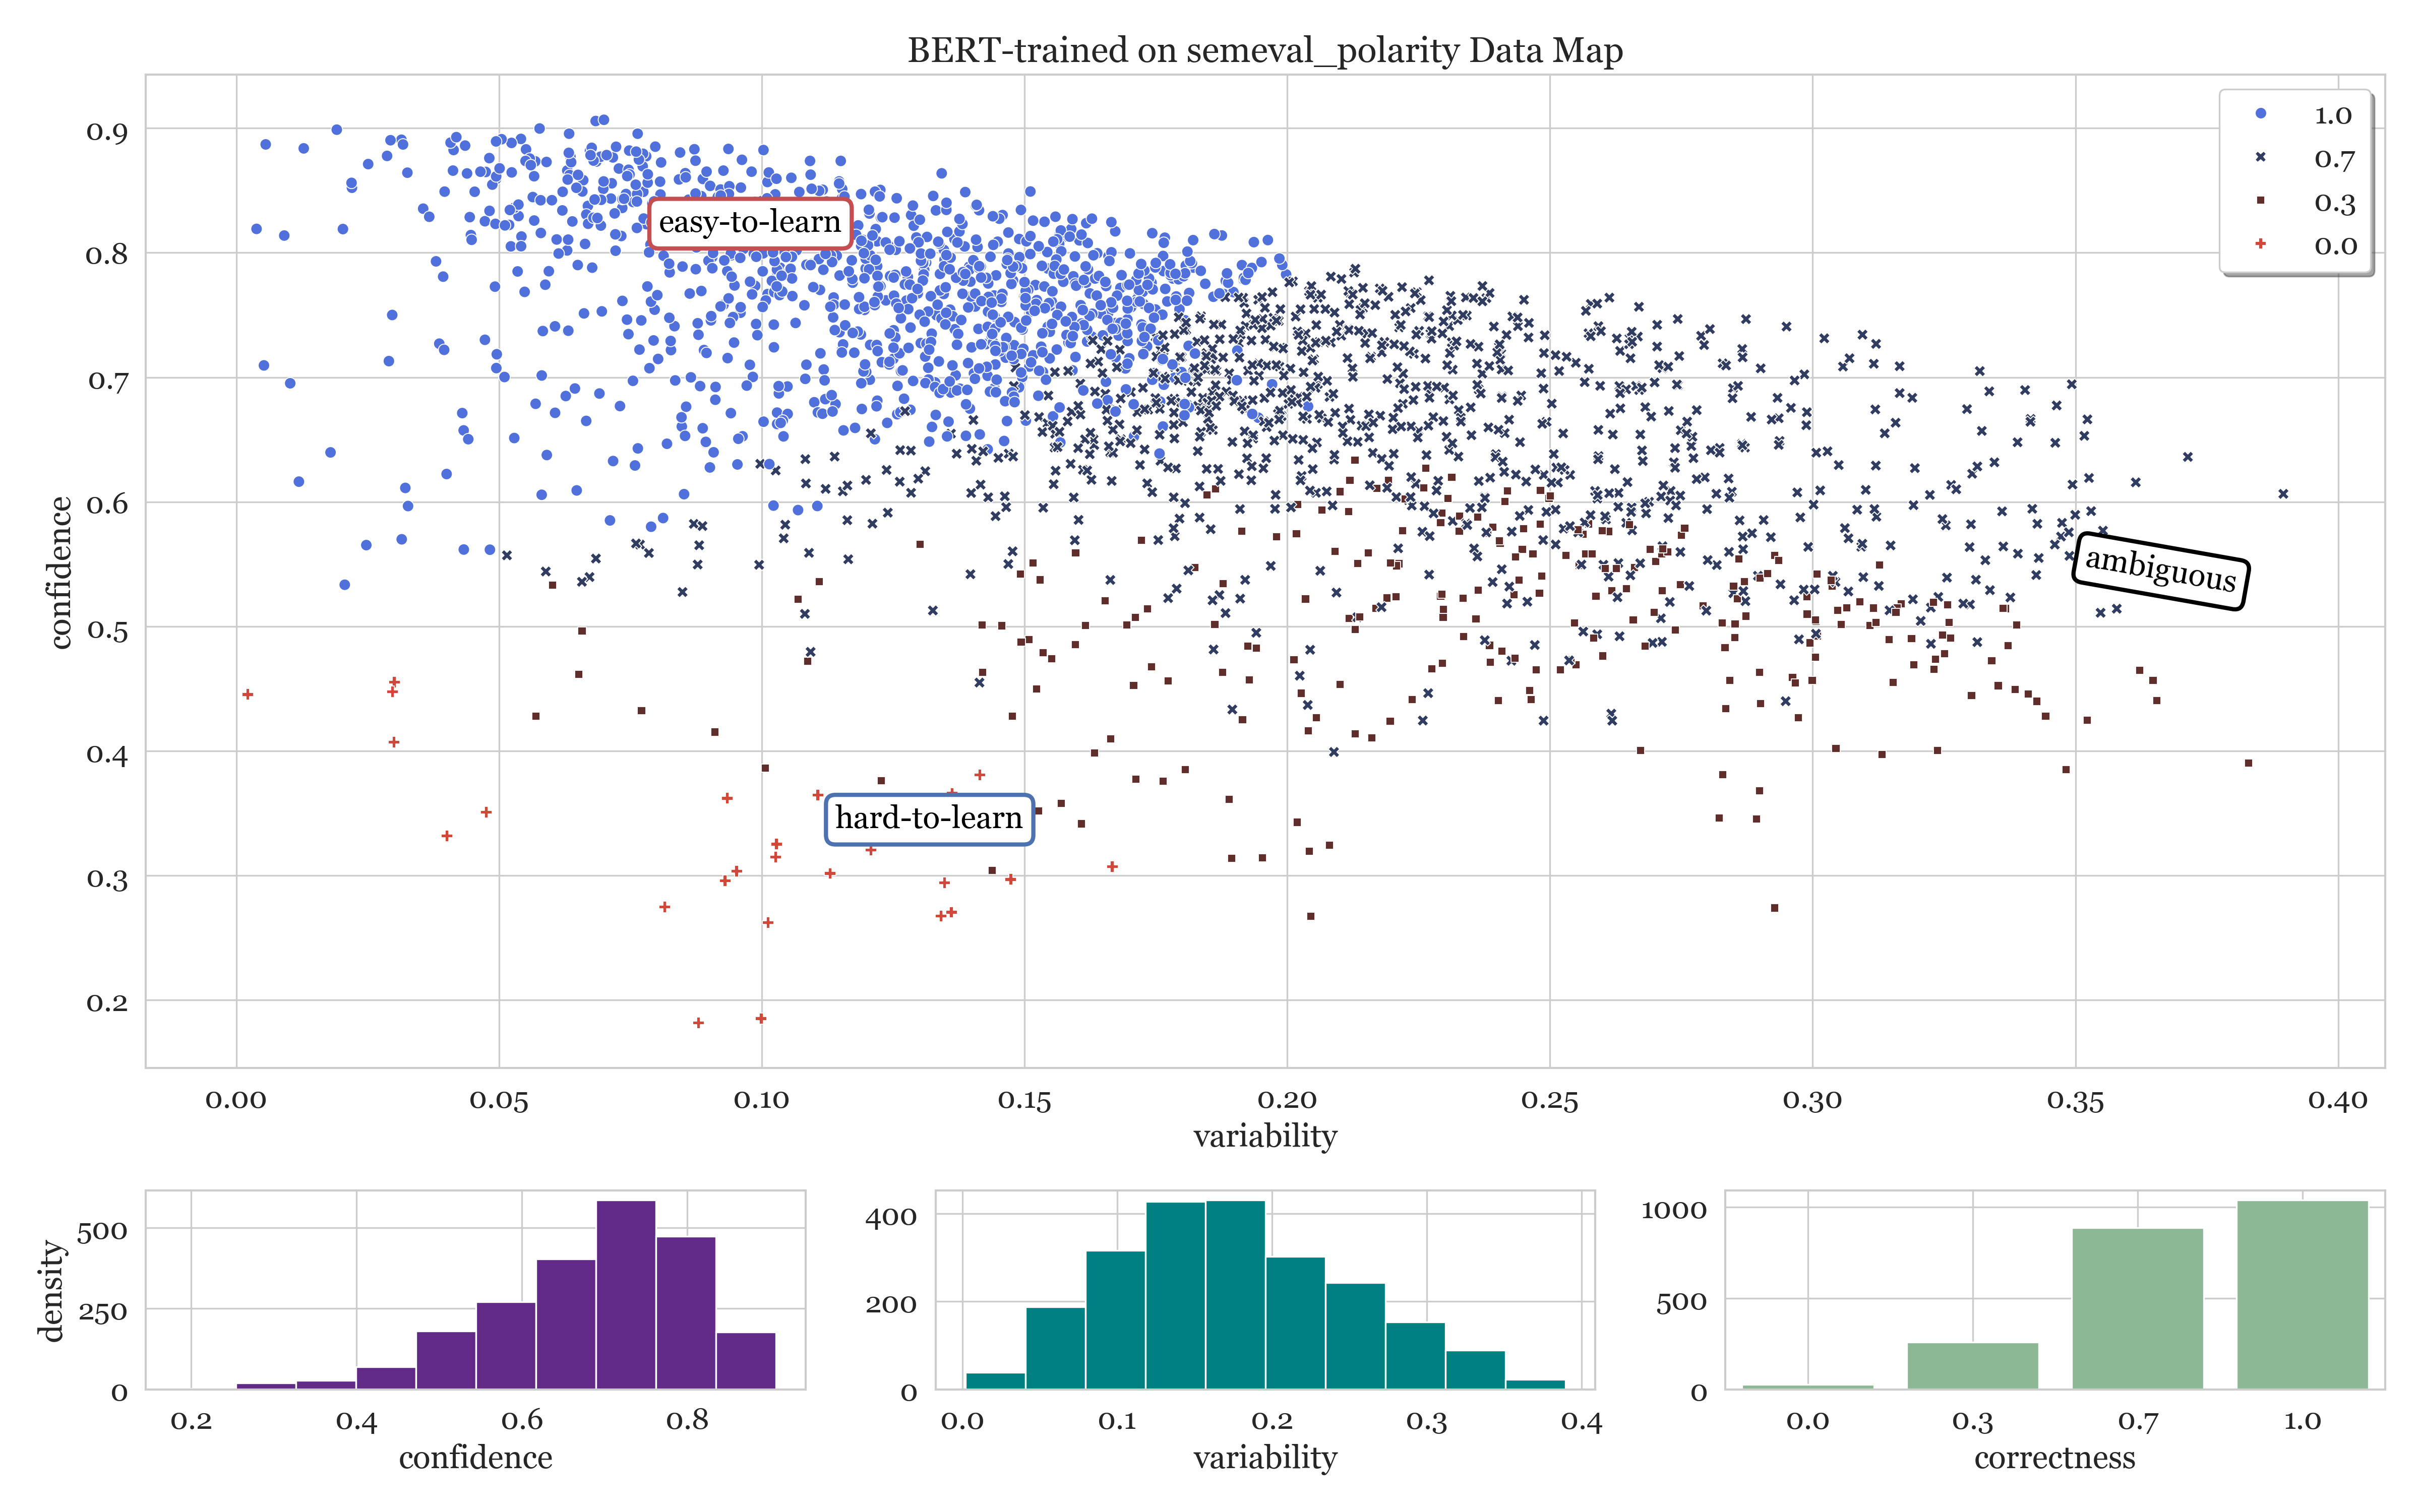 BERT-trained on semeval_polarity Data Map
confidence
0.9
0.8
0.7
0.6
0.5
0.4
0.3
0.2
1.0
0.7
0.3
0.0
easy-to-learn
ambiguous
hard-to-learn
0.00 0.05 0.10 0.15 0.20 0.25 0.30 0.35 0.40
variability
density
500
250
0
0.2 0.4 0.6 0.8
confidence
400
200
0
0.0 0.1 0.2 0.3 0.4
variability
1000
500
0
0.0 0.3 0.7 1.0
correctness